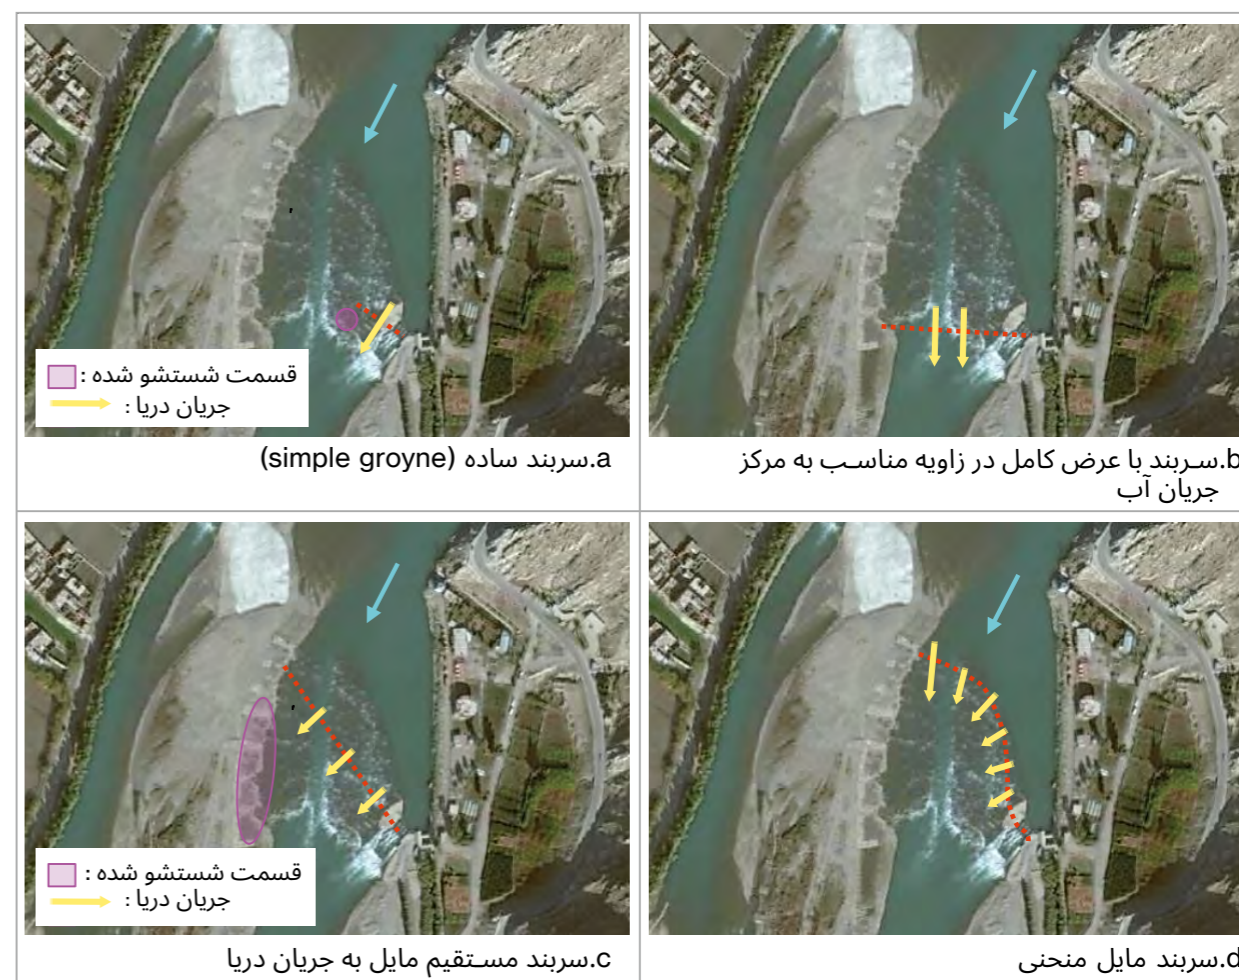 قسمت شستشو شده :
جریان دریا :
a.سربند ساده (simple groyne)
b.سربند با عرض کامل در زاویه مناسب به مرکز
جریان آب
قسمت شستشو شده :
جریان دریا :
c.سربند مستقیم مایل به جریان دریا
d.سربند مایل منحنی